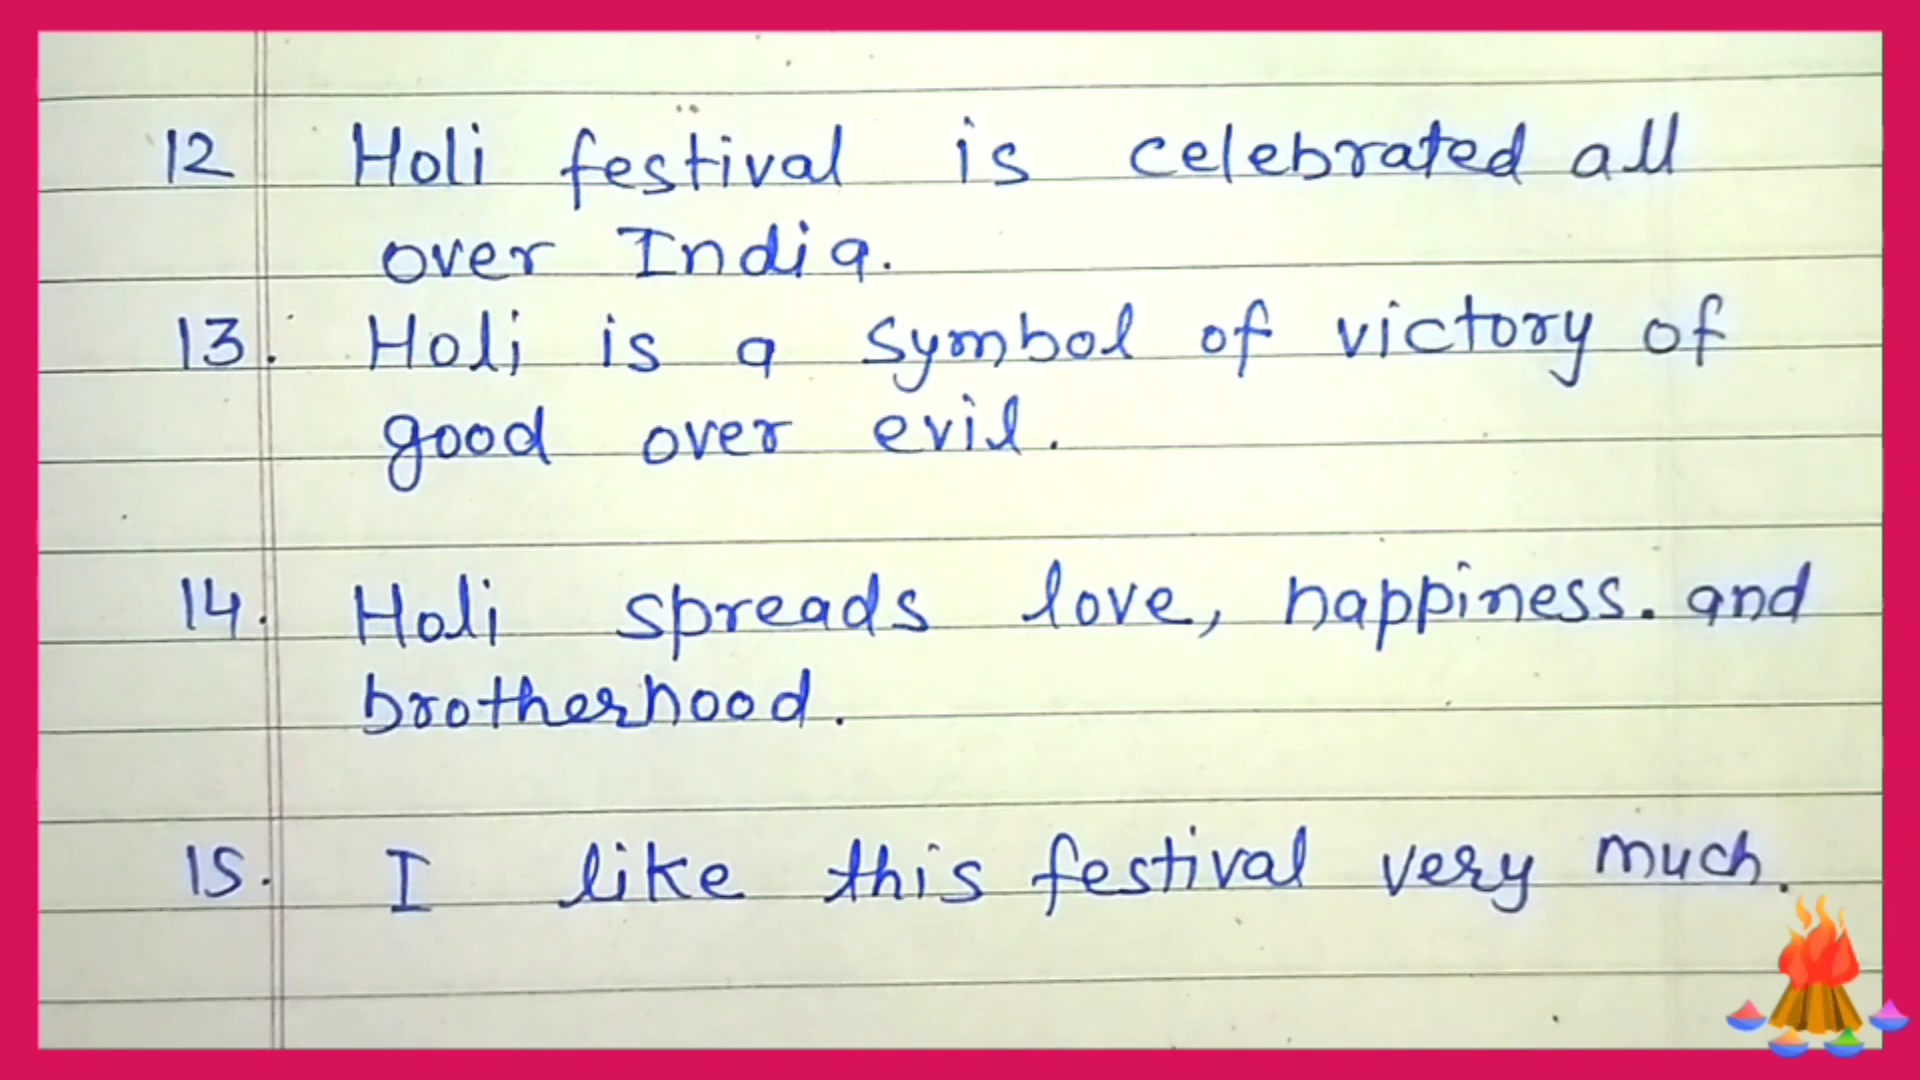 12 Holi festival is celebrated all
over India.
13. Holi is a symbol of victory of
good over evil.
14. Holi spreads love, happiness. and
brotherhood.
15. I like this festival very much.